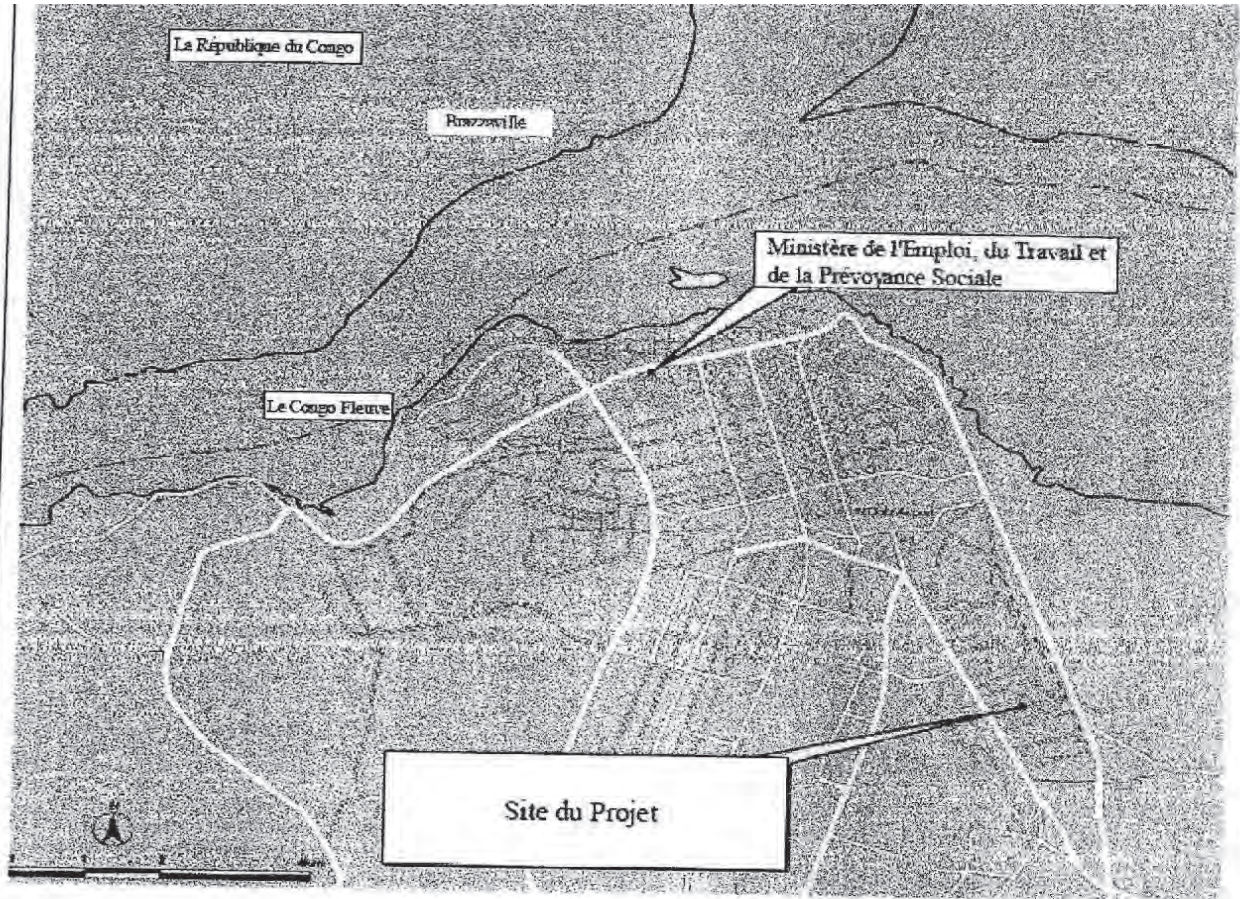 La République du Congo
Brazzaville
Ministère de l'Emploi, du Travail et
de la Prévoyance Sociale
Le Congo Fleuve
Site du Projet
N